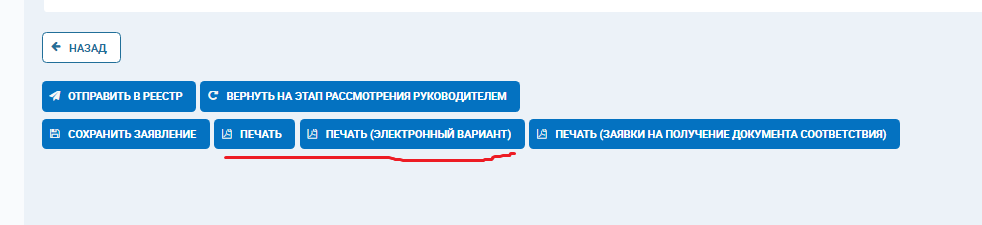 НАЗАД
ОТПРАВИТЬ В РЕЕСТР ВЕРНУТЬ НА ЭТАП РАССМОТРЕНИЯ РУКОВОДИТЕЛЕМ
СОХРАНИТЬ ЗАЯВЛЕНИЕ ПЕЧАТЬ ПЕЧАТЬ (ЭЛЕКТРОННЫЙ ВАРИАНТ) ПЕЧАТЬ (ЗАЯВКИ НА ПОЛУЧЕНИЕ ДОКУМЕНТА СООТВЕТСТВИЯ)